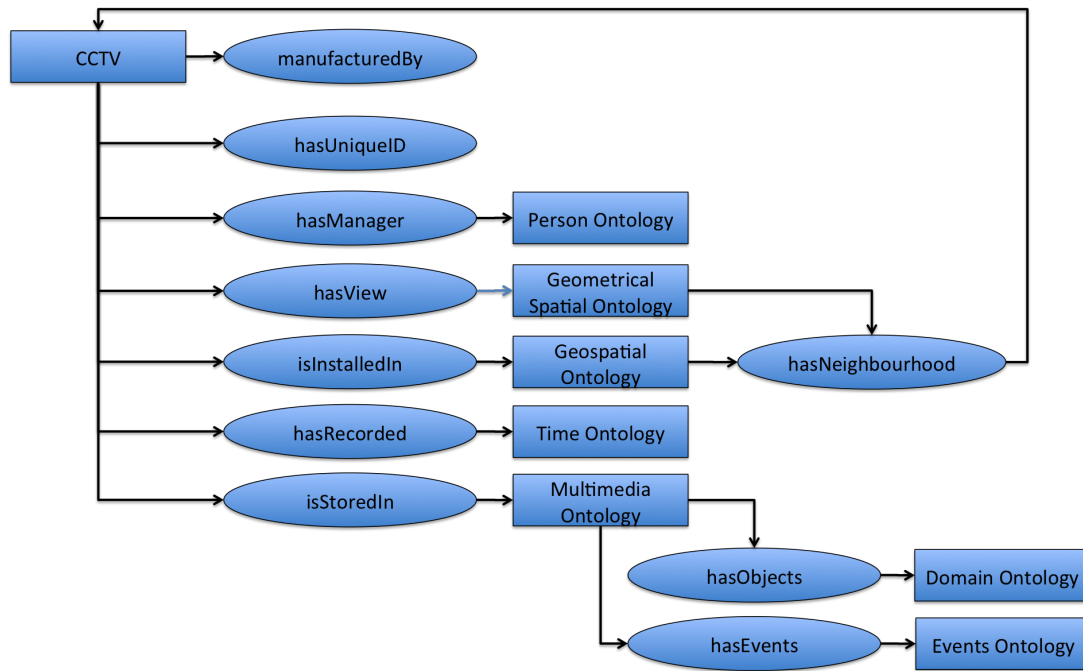 CCTV
manufacturedBy
hasUniqueID
hasManager
Person Ontology
hasView
Geometrical
Spatial Ontology
isInstalledIn
Geospatial
Ontology
hasNeighbourhood
hasRecorded
Time Ontology
isStoredIn
Multimedia
Ontology
hasObjects
Domain Ontology
hasEvents
Events Ontology